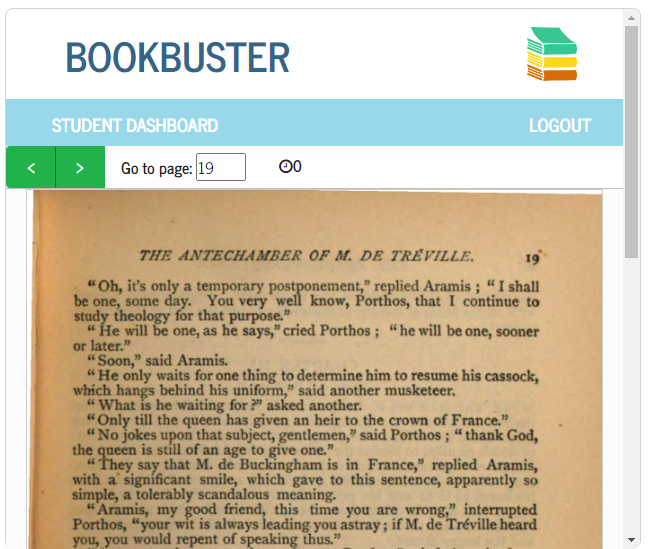 BOOKBUSTER
STUDENT DASHBOARD LOGOUT
< > Go to page: 19 0
THE ANTECHAMBER OF M. DE TRÉVILLE. 19
“Oh, it's only a temporary postponement,” replied Aramis ; “I shall
be one, some day. You very well know, Porthos, that I continue to
study theology for that purpose.”
“He will be one, as he says,” cried Porthos ; “he will be one, sooner
or later.”
“Soon,” said Aramis.
“He only waits for one thing to determine him to resume his cassock,
which hangs behind his uniform,” said another musketeer.
“What is he waiting for ?” asked another.
“Only till the queen has given an heir to the crown of France.”
“No jokes upon that subject, gentlemen,” said Porthos ; “thank God,
the queen is still of an age to give one.”
“They say that M. de Buckingham is in France,” replied Aramis,
with a significant smile, which gave to this sentence, apparently so
simple, a tolerably scandalous meaning.
“Aramis, my good friend, this time you are wrong,” interrupted
Porthos, “your wit is always leading you astray ; if M. de Tréville heard
you, you would repent of speaking thus.”